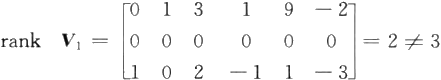 rank V₁ = [0 1 3 1 9 −2
0 0 0 0 0 0
1 0 2 −1 1 −3] = 2 ≠ 3